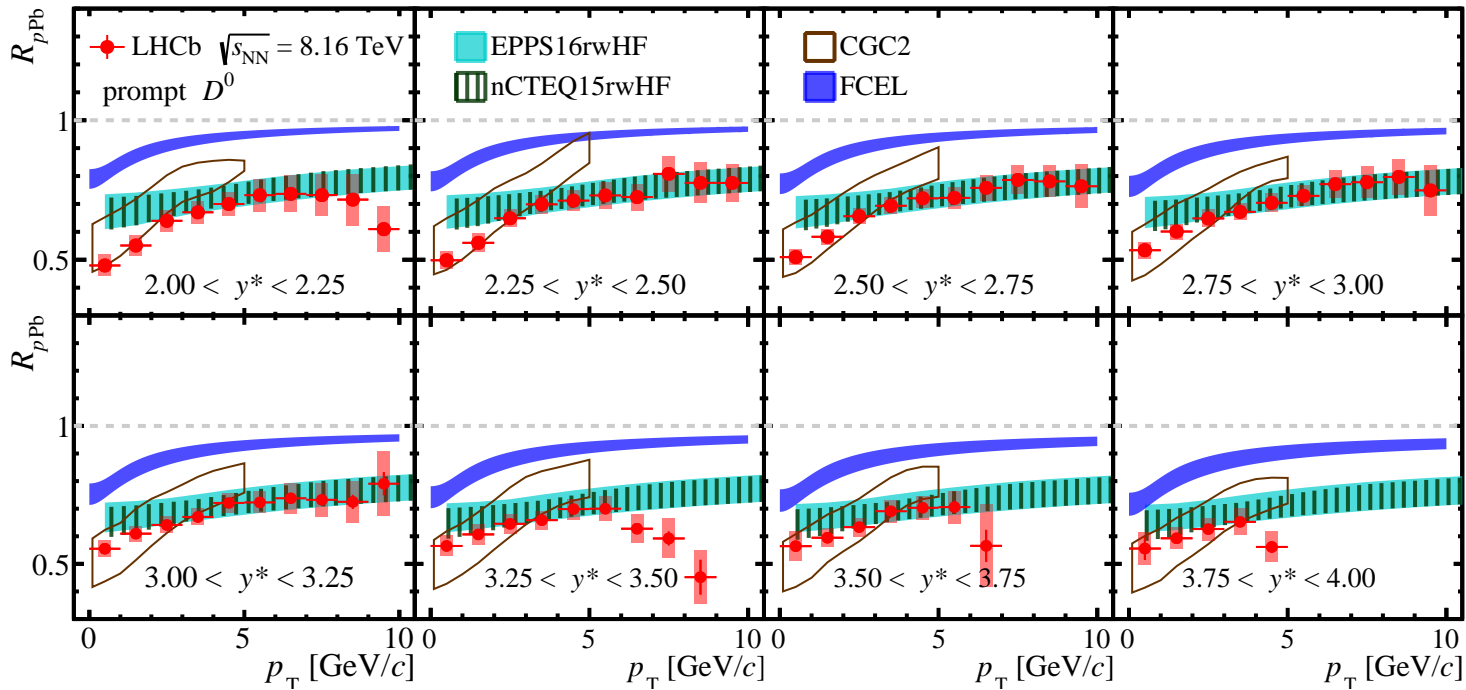 R_pPb
LHCb √s_NN = 8.16 TeV
prompt D^0
EPPS16rwHF
nCTEQ15rwHF
CGC2
FCEL
1
0.5
2.00 < y* < 2.25
2.25 < y* < 2.50
2.50 < y* < 2.75
2.75 < y* < 3.00
R_pPb
1
0.5
3.00 < y* < 3.25
3.25 < y* < 3.50
3.50 < y* < 3.75
3.75 < y* < 4.00
0 5 10 0 5 10 0 5 10 0 5 10
p_T [GeV/c] p_T [GeV/c] p_T [GeV/c] p_T [GeV/c]